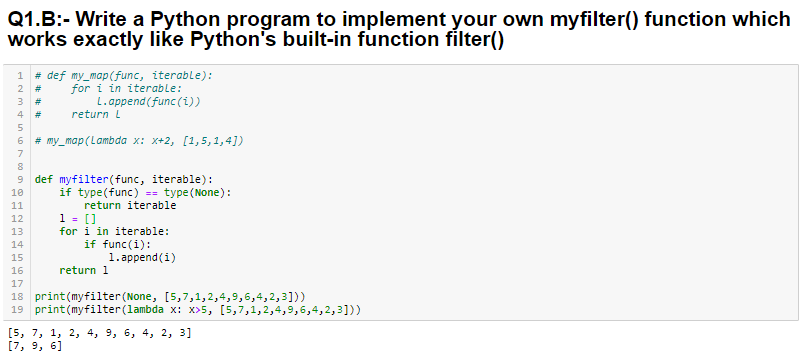 Q1.B:- Write a Python program to implement your own myfilter() function which
works exactly like Python's built-in function filter()
1 # def my_map(func, iterable):
2 #     for i in iterable:
3 #         L.append(func(i))
4 #     return L
5
6 # my_map(lambda x: x+2, [1,5,1,4])
7
8
9 def myfilter(func, iterable):
10     if type(func) == type(None):
11         return iterable
12     l = []
13     for i in iterable:
14         if func(i):
15             l.append(i)
16     return l
17
18 print(myfilter(None, [5,7,1,2,4,9,6,4,2,3]))
19 print(myfilter(lambda x: x>5, [5,7,1,2,4,9,6,4,2,3]))
[5, 7, 1, 2, 4, 9, 6, 4, 2, 3]
[7, 9, 6]